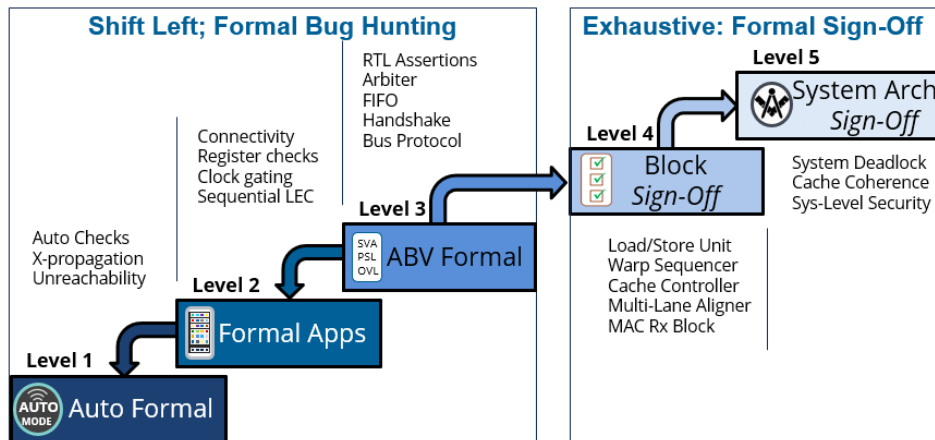 Shift Left; Formal Bug Hunting
Exhaustive: Formal Sign-Off
Level 5
System Arch
Sign-Off
System Deadlock
Cache Coherence
Sys-Level Security
Level 4
Block
Sign-Off
Load/Store Unit
Warp Sequencer
Cache Controller
Multi-Lane Aligner
MAC Rx Block
RTL Assertions
Arbiter
FIFO
Handshake
Bus Protocol
Level 3
SVA
PSL
OVL
ABV Formal
Connectivity
Register checks
Clock gating
Sequential LEC
Level 2
Formal Apps
Auto Checks
X-propagation
Unreachability
Level 1
AUTO
MODE
Auto Formal